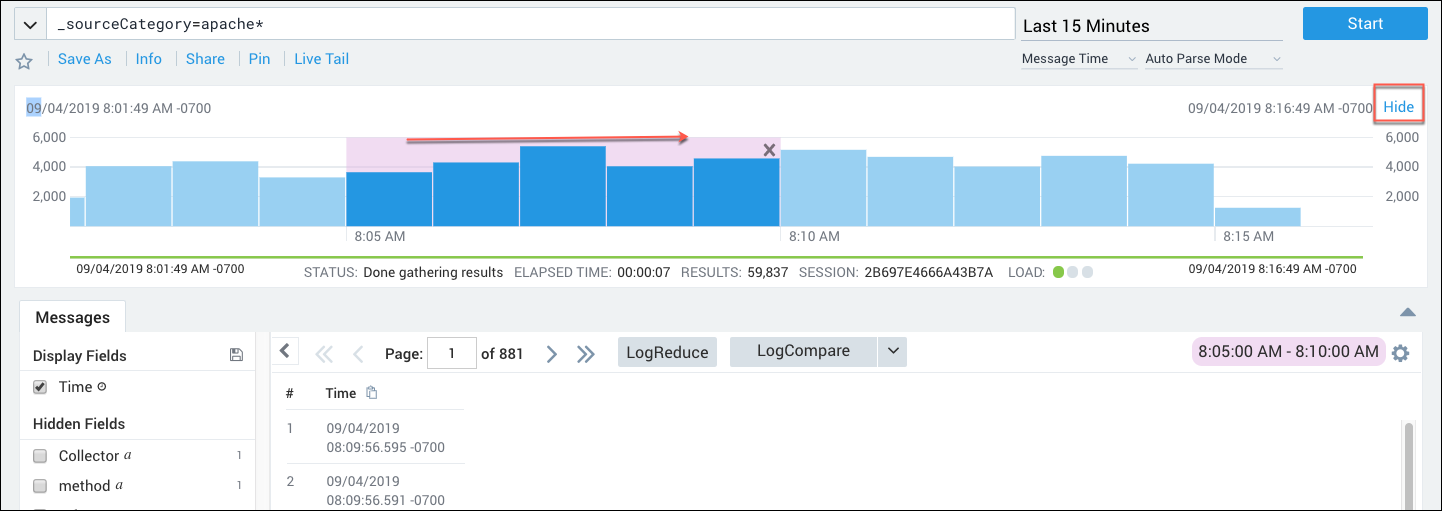 _sourceCategory=apache*
Last 15 Minutes
Start
Save As
Info
Share
Pin
Live Tail
Message Time
Auto Parse Mode
09/04/2019 8:01:49 AM -0700
09/04/2019 8:16:49 AM -0700
Hide
6,000
6,000
4,000
4,000
2,000
2,000
8:05 AM
8:10 AM
8:15 AM
09/04/2019 8:01:49 AM -0700
STATUS: Done gathering results ELAPSED TIME: 00:00:07 RESULTS: 59,837 SESSION: 2B697E4666A43B7A LOAD:
09/04/2019 8:16:49 AM -0700
Messages
Display Fields
Time
Hidden Fields
Collector a 1
method a 1
Page: 1 of 881
LogReduce
LogCompare
8:05:00 AM - 8:10:00 AM
# Time
1 09/04/2019
08:09:56.595 -0700
2 09/04/2019
08:09:56.591 -0700